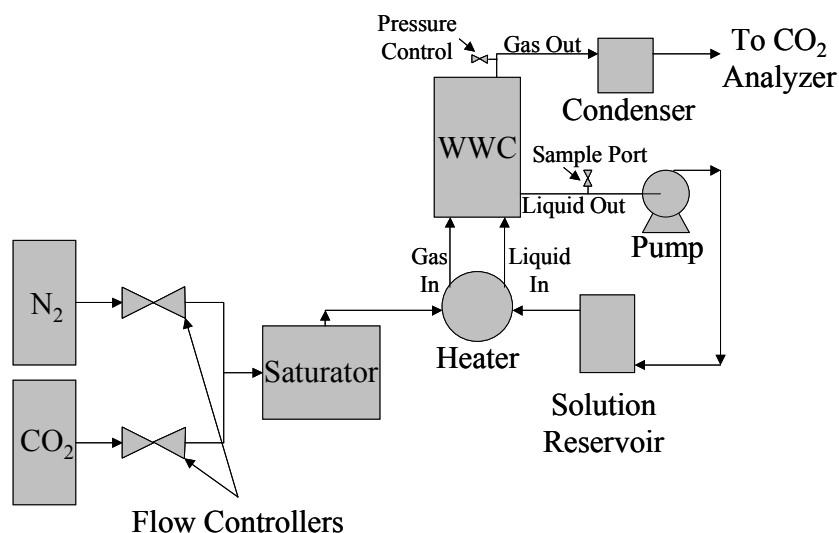 Pressure
Control
Gas Out
To CO₂
Analyzer
Condenser
WWC
Sample Port
Liquid Out
Pump
Gas
In
Liquid
In
N₂
Heater
Saturator
CO₂
Solution
Reservoir
Flow Controllers